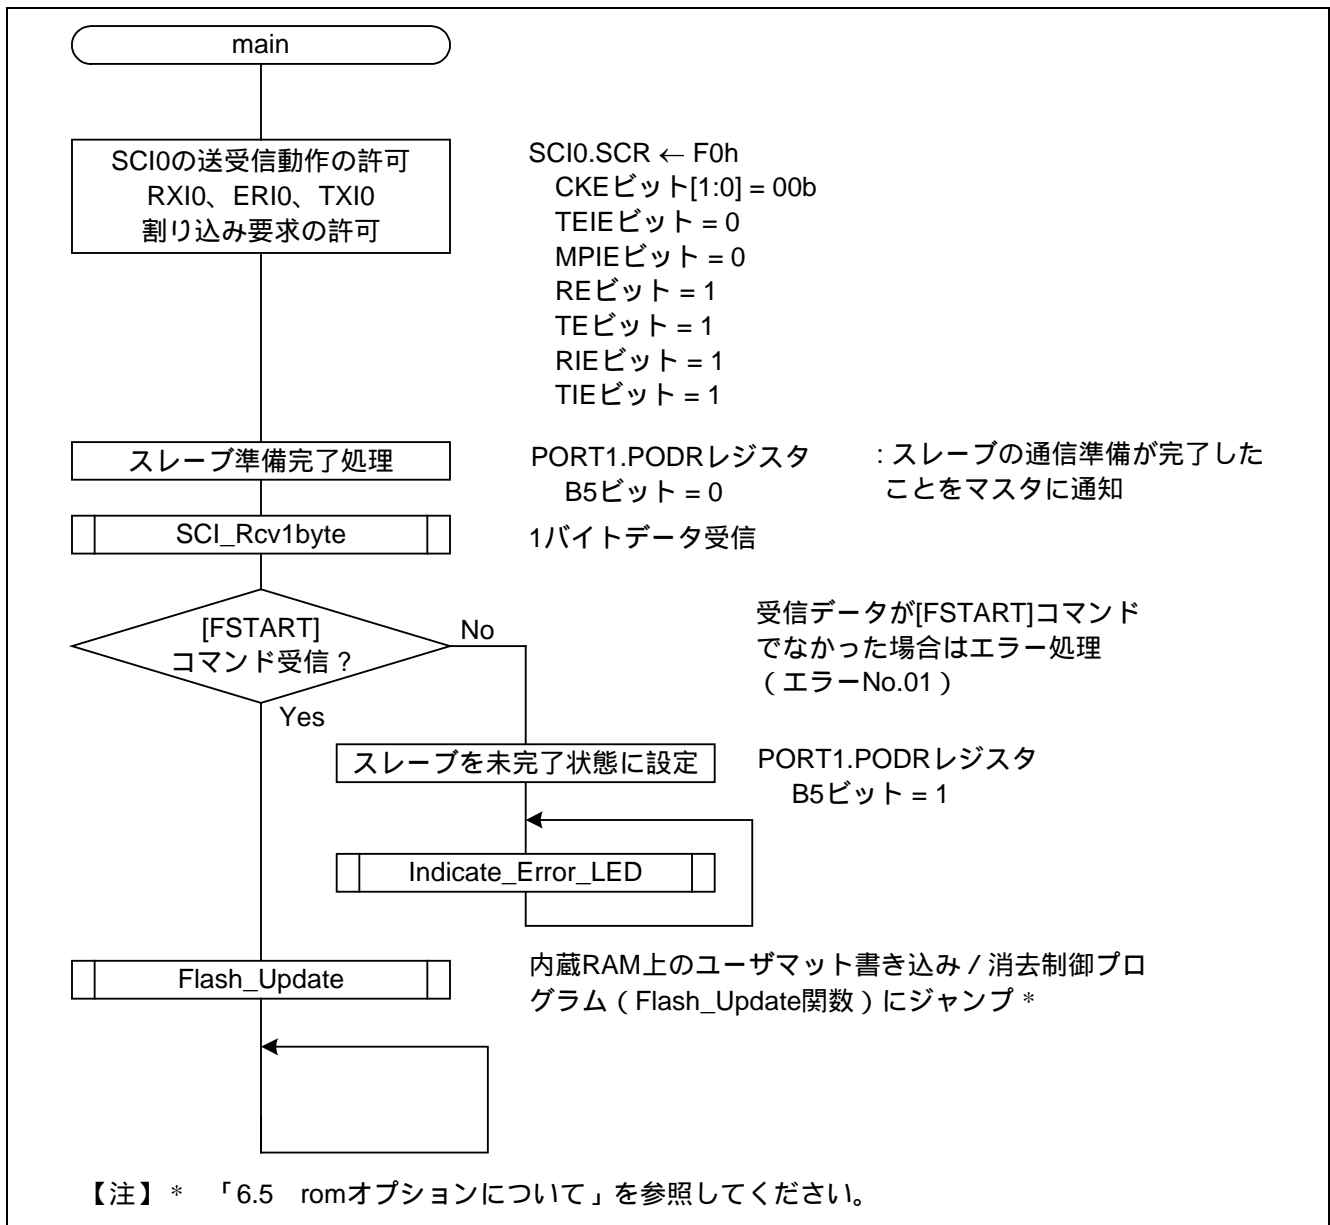 main
SCI0の送受信動作の許可
RXI0、ERI0、TXI0
割り込み要求の許可
SCI0.SCR ← F0h
CKEビット[1:0] = 00b
TEIEビット = 0
MPIEビット = 0
REビット = 1
TEビット = 1
RIEビット = 1
TIEビット = 1
スレーブ準備完了処理
PORT1.PODRレジスタ
B5ビット = 0
: スレーブの通信準備が完了した
ことをマスタに通知
SCI_Rcv1byte
1バイトデータ受信
[FSTART]
コマンド受信？
No
Yes
受信データが[FSTART]コマンド
でなかった場合はエラー処理
（エラーNo.01）
スレーブを未完了状態に設定
PORT1.PODRレジスタ
B5ビット = 1
Indicate_Error_LED
Flash_Update
内蔵RAM上のユーザマット書き込み / 消去制御プロ
グラム（Flash_Update関数）にジャンプ *
【注】 * 「6.5 romオプションについて」を参照してください。